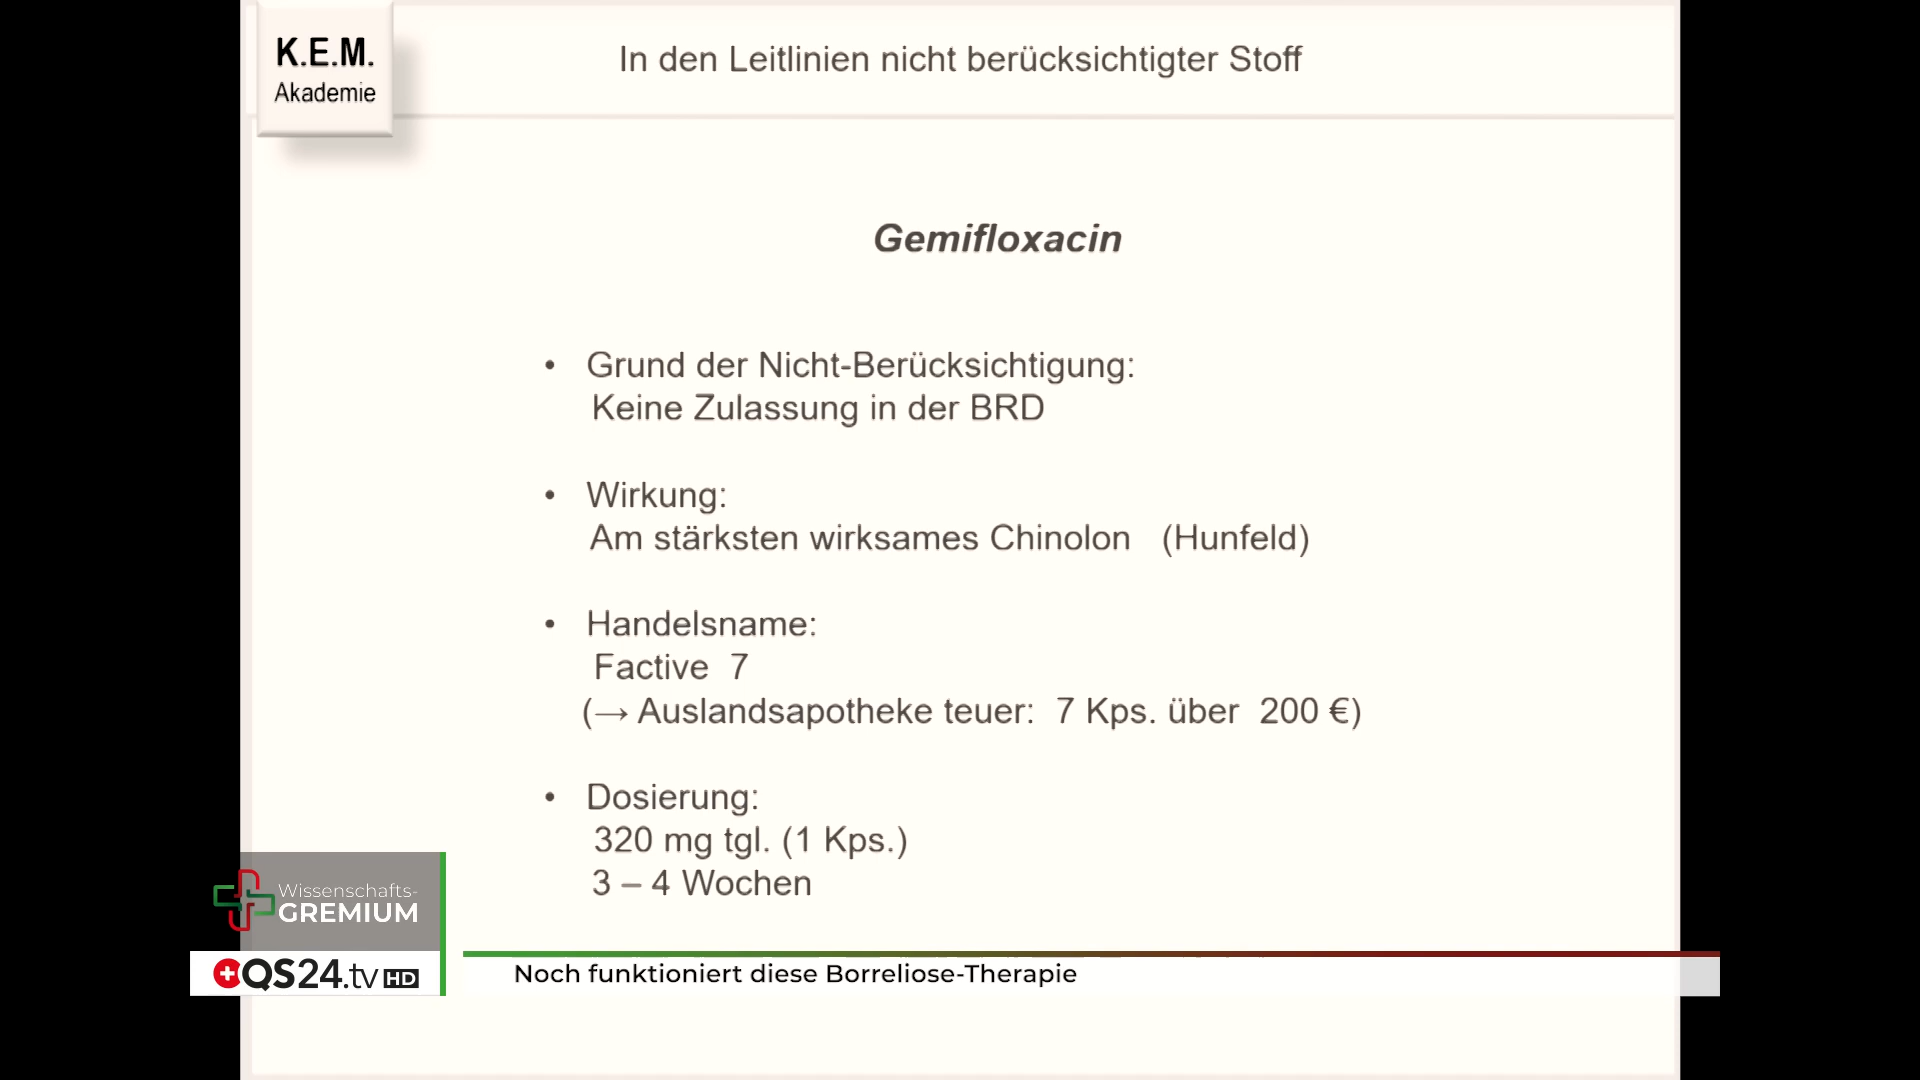 K.E.M.
Akademie
In den Leitlinien nicht berücksichtigter Stoff
Gemifloxacin
• Grund der Nicht-Berücksichtigung:
Keine Zulassung in der BRD
• Wirkung:
Am stärksten wirksames Chinolon (Hunfeld)
• Handelsname:
Factive 7
(→ Auslandsapotheke teuer: 7 Kps. über 200 €)
• Dosierung:
320 mg tgl. (1 Kps.)
3 – 4 Wochen
Wissenschafts-
GREMIUM
QS24.tv HD
Noch funktioniert diese Borreliose-Therapie